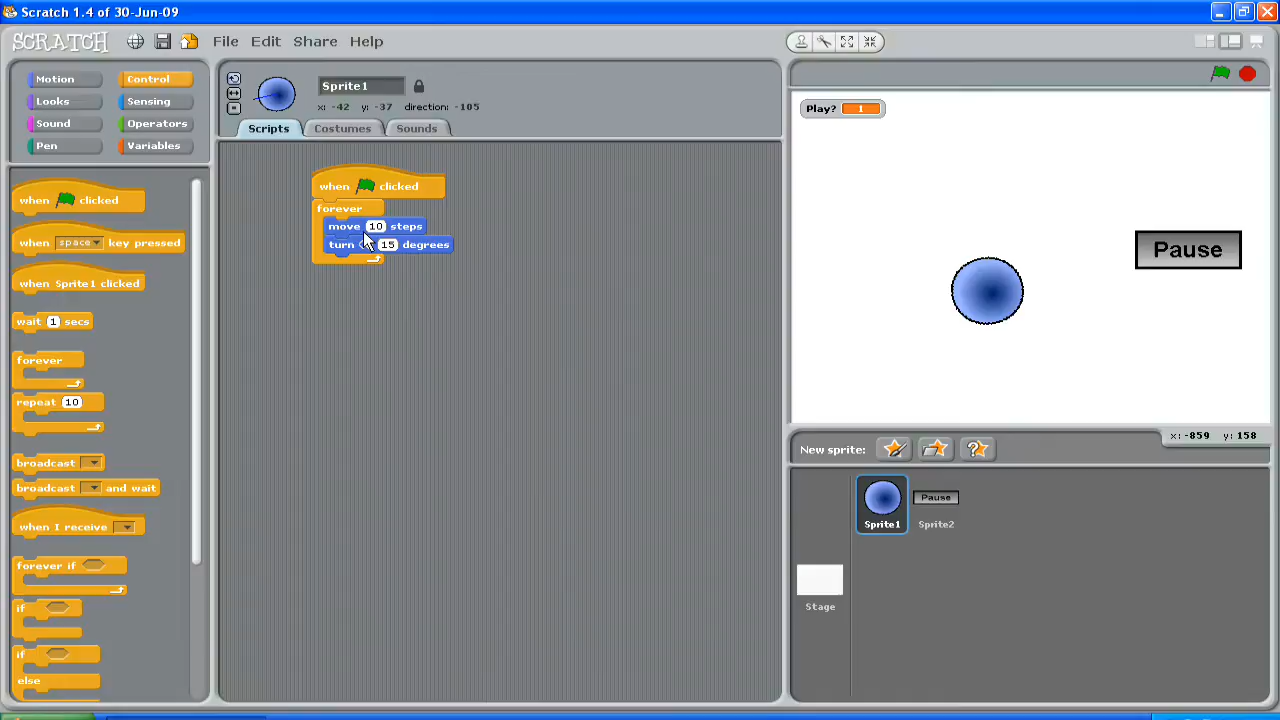 Scratch 1.4 of 30-Jun-09
SCRATCH File Edit Share Help
Motion Control
Looks Sensing
Sound Operators
Pen Variables
when clicked
when space key pressed
when Sprite1 clicked
wait 1 secs
forever
repeat 10
broadcast
broadcast and wait
when I receive
forever if
if
if
else
Sprite1
x: -42 y: -37 direction: -105
Scripts Costumes Sounds
when clicked
forever
move 10 steps
turn 15 degrees
Play? 1
Pause
x: -859 y: 158
New sprite:
Pause
Sprite1 Sprite2
Stage